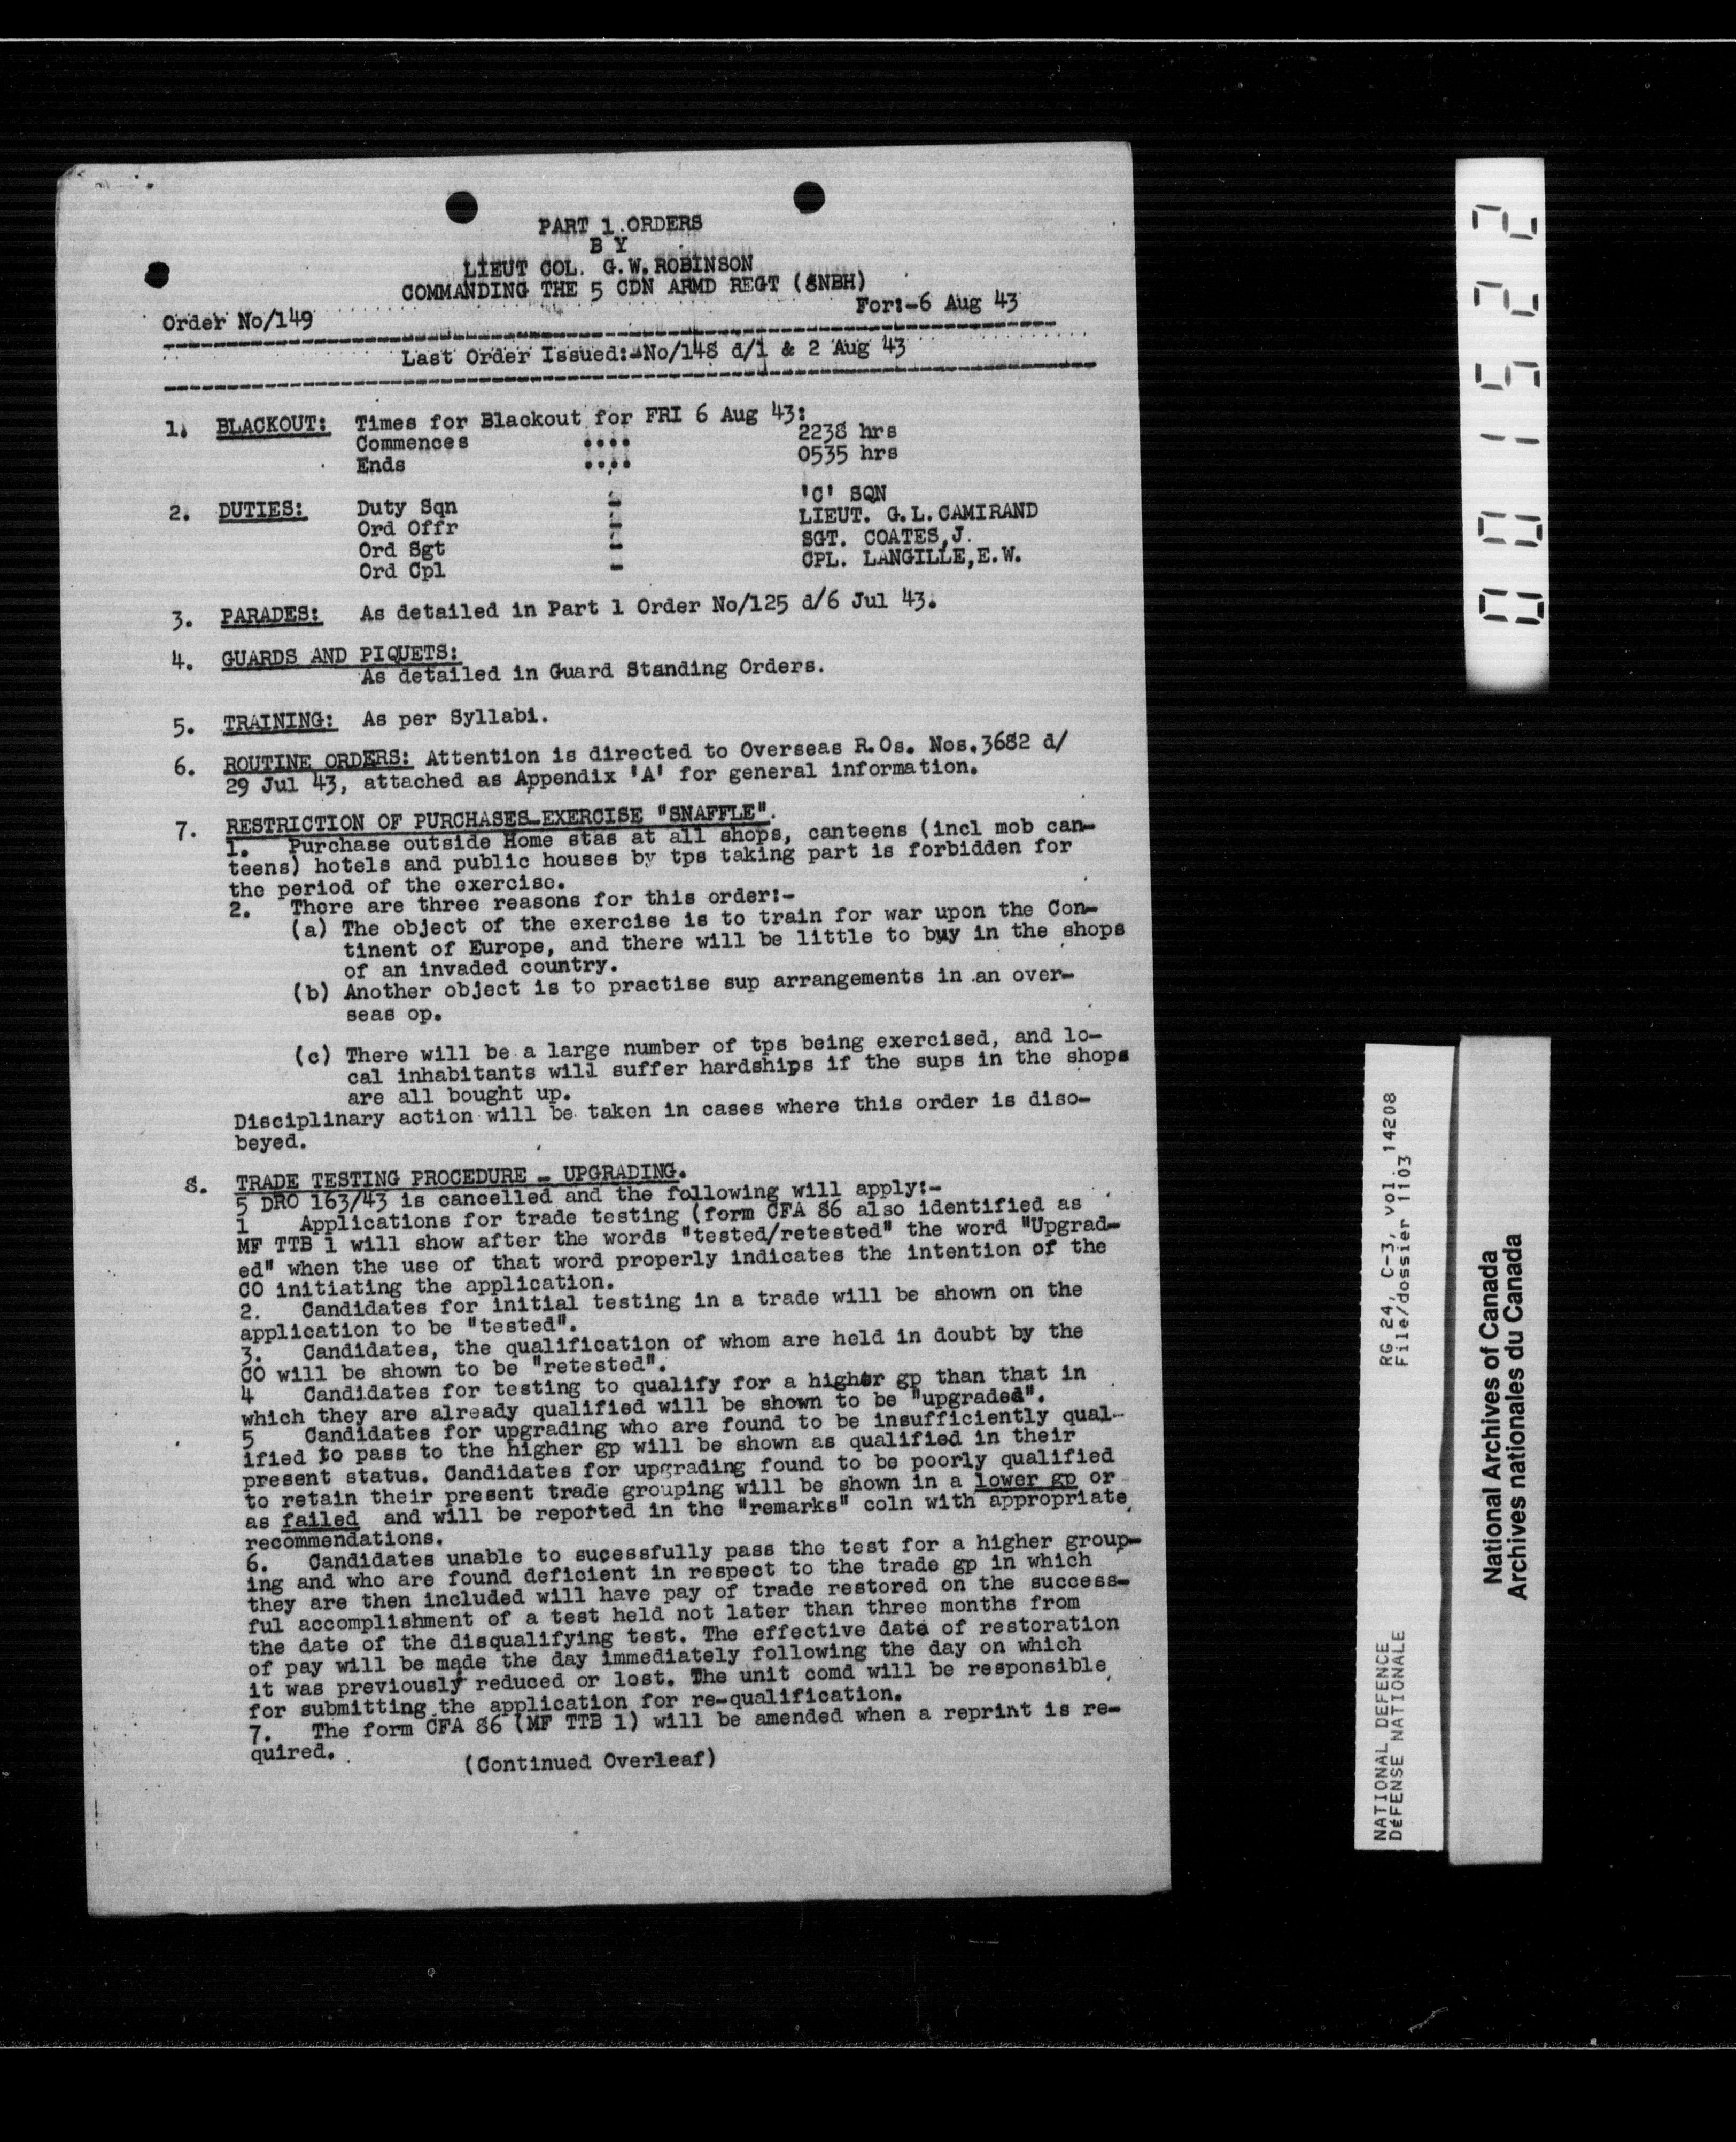 PART 1 ORDERS
B Y
LIEUT COL. G.W.ROBINSON
COMMANDING THE 5 CDN ARMD REGT (8NBH)
For:-6 Aug 43
Order No/149
Last Order Issued:-No/148 d/1 & 2 Aug 43
1. BLACKOUT: Times for Blackout for FRI 6 Aug 43:
Commences .... 2238 hrs
Ends .... 0535 hrs
2. DUTIES: Duty Sqn - 'C' SQN
Ord Offr - LIEUT. G.L.CAMIRAND
Ord Sgt - SGT. COATES,J.
Ord Cpl - CPL. LANGILLE,E.W.
3. PARADES: As detailed in Part 1 Order No/125 d/6 Jul 43.
4. GUARDS AND PIQUETS:
As detailed in Guard Standing Orders.
5. TRAINING: As per Syllabi.
6. ROUTINE ORDERS: Attention is directed to Overseas R.Os. Nos.3682 d/
29 Jul 43, attached as Appendix 'A' for general information.
7. RESTRICTION OF PURCHASES-EXERCISE "SNAFFLE".
1. Purchase outside Home stas at all shops, canteens (incl mob can-
teens) hotels and public houses by tps taking part is forbidden for
the period of the exercise.
2. There are three reasons for this order:-
(a) The object of the exercise is to train for war upon the Con-
tinent of Europe, and there will be little to buy in the shops
of an invaded country.
(b) Another object is to practise sup arrangements in an over-
seas op.
(c) There will be a large number of tps being exercised, and lo-
cal inhabitants will suffer hardships if the sups in the shops
are all bought up.
Disciplinary action will be taken in cases where this order is diso-
beyed.
8. TRADE TESTING PROCEDURE - UPGRADING.
5 DRO 163/43 is cancelled and the following will apply:-
1 Applications for trade testing (form CFA 86 also identified as
MF TTB 1 will show after the words "tested/retested" the word "Upgrad-
ed" when the use of that word properly indicates the intention of the
CO initiating the application.
2. Candidates for initial testing in a trade will be shown on the
application to be "tested".
3. Candidates, the qualification of whom are held in doubt by the
CO will be shown to be "retested".
4 Candidates for testing to qualify for a higher gp than that in
which they are already qualified will be shown to be "upgraded".
5 Candidates for upgrading who are found to be insufficiently qual-
ified to pass to the higher gp will be shown as qualified in their
present status. Candidates for upgrading found to be poorly qualified
to retain their present trade grouping will be shown in a lower gp or
as failed and will be reported in the "remarks" coln with appropriate
recommendations.
6. Candidates unable to sucessfully pass the test for a higher group-
ing and who are found deficient in respect to the trade gp in which
they are then included will have pay of trade restored on the success-
ful accomplishment of a test held not later than three months from
the date of the disqualifying test. The effective date of restoration
of pay will be made the day immediately following the day on which
it was previously reduced or lost. The unit comd will be responsible
for submitting the application for re-qualification.
7. The form CFA 86 (MF TTB 1) will be amended when a reprint is re-
quired.
(Continued Overleaf)
001522
NATIONAL DEFENCE RG 24, C-3, vol. 14208
DÉFENSE NATIONALE File/dossier 1103
National Archives of Canada
Archives nationales du Canada